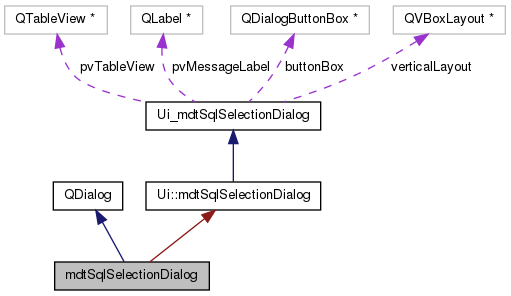 QTableView *
QLabel *
QDialogButtonBox *
QVBoxLayout *
pvTableView
pvMessageLabel
buttonBox
verticalLayout
Ui_mdtSqlSelectionDialog
QDialog
Ui::mdtSqlSelectionDialog
mdtSqlSelectionDialog